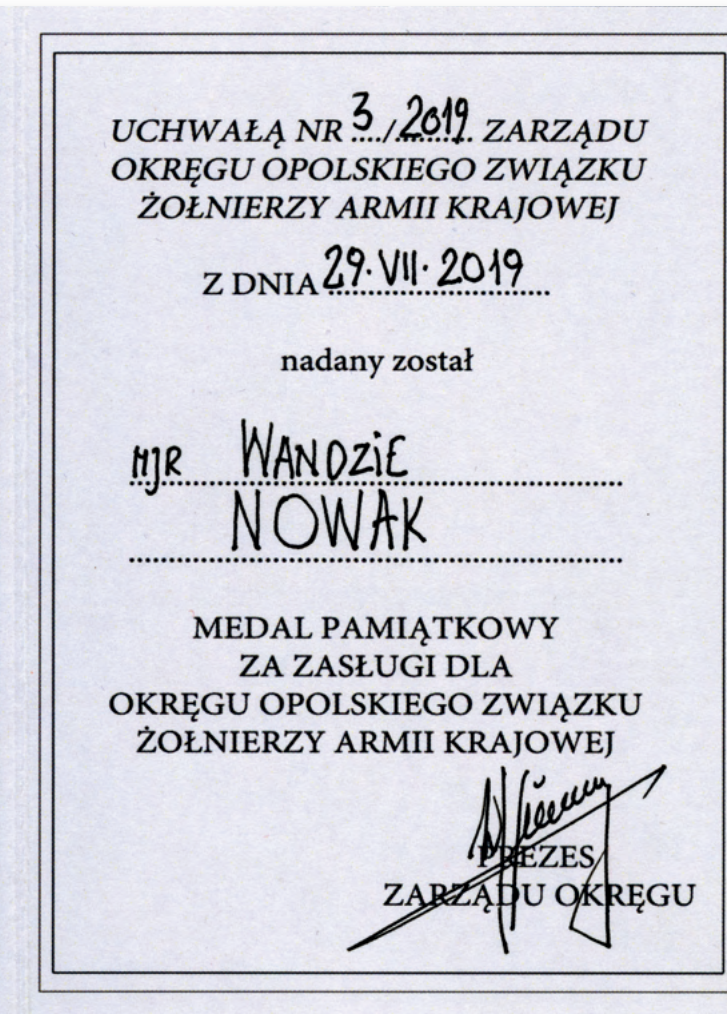 UCHWAŁĄ NR 3/2019 ZARZĄDU
OKRĘGU OPOLSKIEGO ZWIĄZKU
ŻOŁNIERZY ARMII KRAJOWEJ
Z DNIA 29.VII.2019
nadany został
MJR WANDZiE
NOWAK
MEDAL PAMIĄTKOWY
ZA ZASŁUGI DLA
OKRĘGU OPOLSKIEGO ZWIĄZKU
ŻOŁNIERZY ARMII KRAJOWEJ
PREZES
ZARZĄDU OKRĘGU